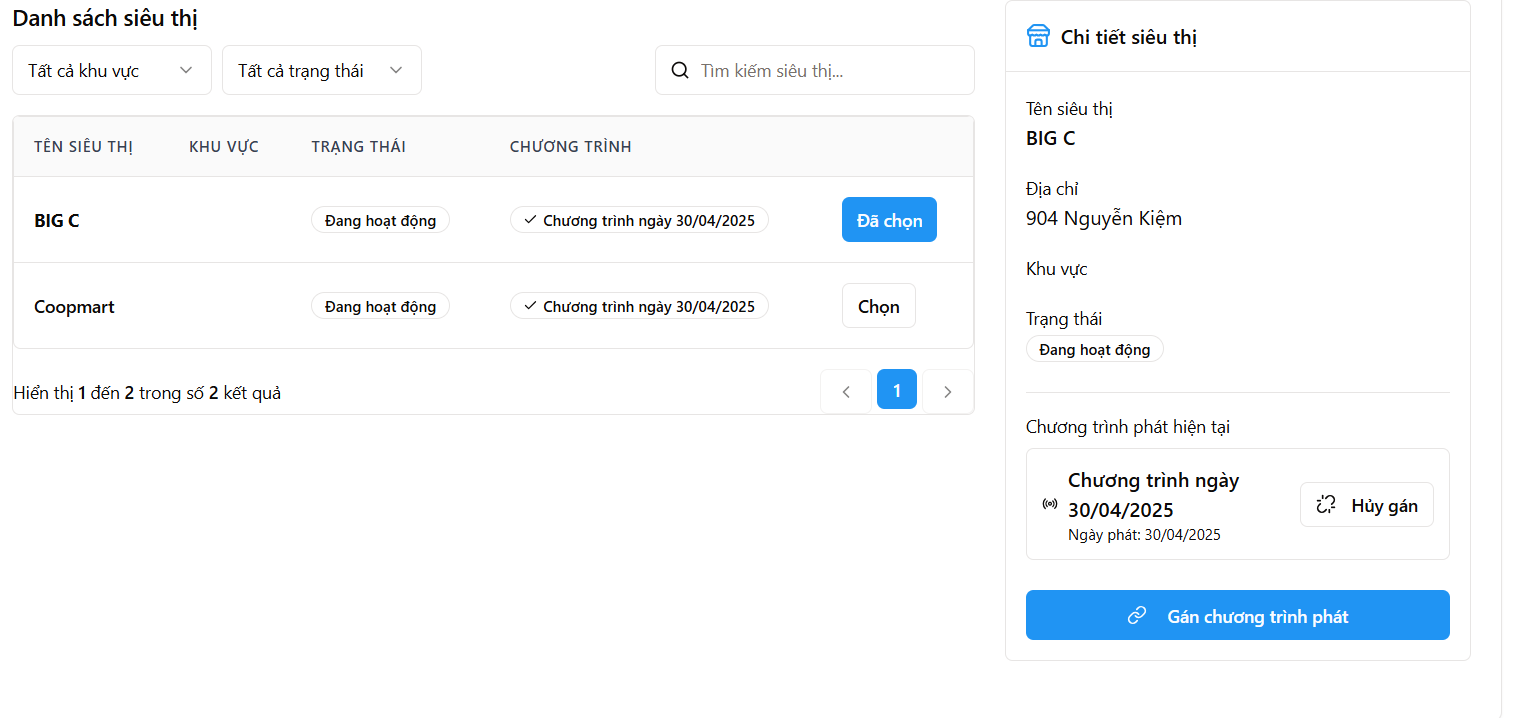 Danh sách siêu thị
Tất cả khu vực
Tất cả trạng thái
Tìm kiếm siêu thị...
TÊN SIÊU THỊ KHU VỰC TRẠNG THÁI CHƯƠNG TRÌNH
BIG C Đang hoạt động Chương trình ngày 30/04/2025 Đã chọn
Coopmart Đang hoạt động Chương trình ngày 30/04/2025 Chọn
Hiển thị 1 đến 2 trong số 2 kết quả
1
Chi tiết siêu thị
Tên siêu thị
BIG C
Địa chỉ
904 Nguyễn Kiệm
Khu vực
Trạng thái
Đang hoạt động
Chương trình phát hiện tại
Chương trình ngày
30/04/2025
Ngày phát: 30/04/2025
Hủy gán
Gán chương trình phát